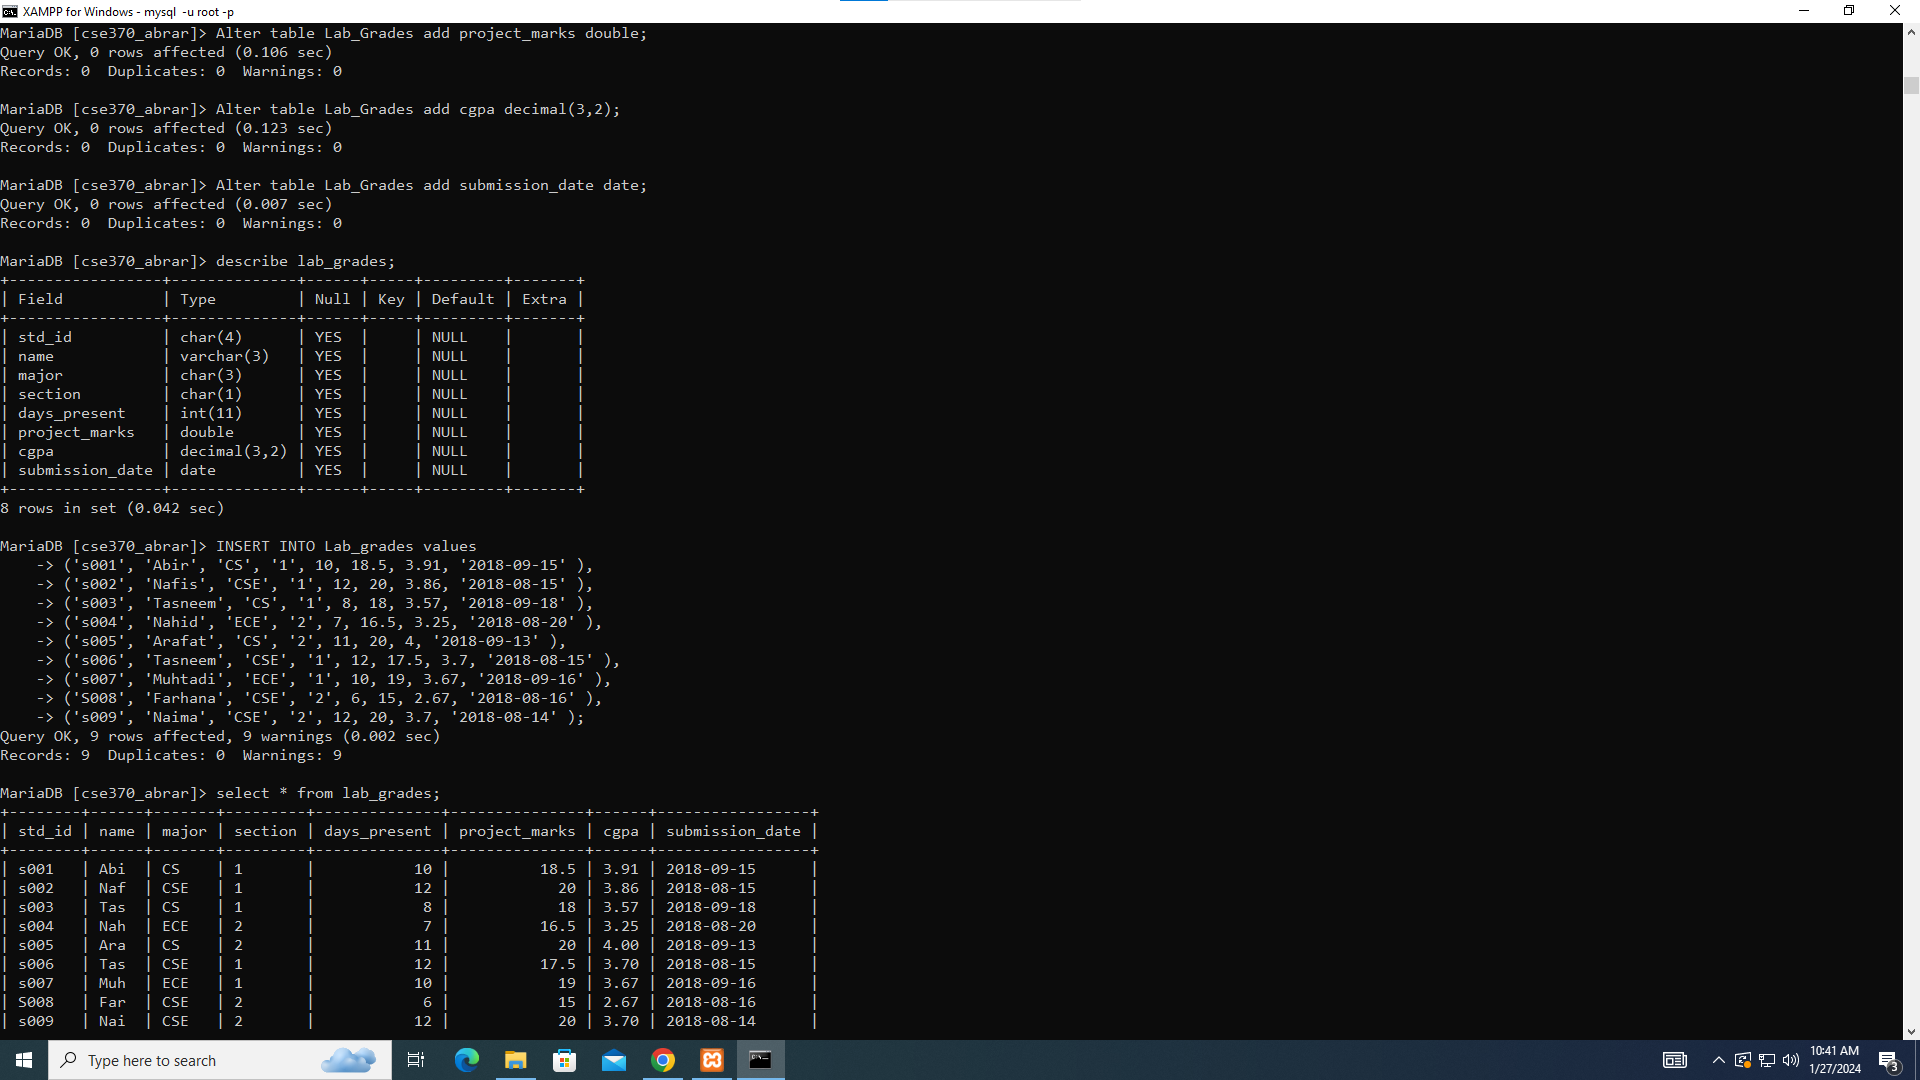 XAMPP for Windows - mysql  -u root -p
MariaDB [cse370_abrar]> Alter table Lab_Grades add project_marks double;
Query OK, 0 rows affected (0.106 sec)
Records: 0  Duplicates: 0  Warnings: 0
MariaDB [cse370_abrar]> Alter table Lab_Grades add cgpa decimal(3,2);
Query OK, 0 rows affected (0.123 sec)
Records: 0  Duplicates: 0  Warnings: 0
MariaDB [cse370_abrar]> Alter table Lab_Grades add submission_date date;
Query OK, 0 rows affected (0.007 sec)
Records: 0  Duplicates: 0  Warnings: 0
MariaDB [cse370_abrar]> describe lab_grades;
+-----------------+--------------+------+-----+---------+-------+
| Field           | Type         | Null | Key | Default | Extra |
+-----------------+--------------+------+-----+---------+-------+
| std_id          | char(4)      | YES  |     | NULL    |       |
| name            | varchar(3)   | YES  |     | NULL    |       |
| major           | char(3)      | YES  |     | NULL    |       |
| section         | char(1)      | YES  |     | NULL    |       |
| days_present    | int(11)      | YES  |     | NULL    |       |
| project_marks   | double       | YES  |     | NULL    |       |
| cgpa            | decimal(3,2) | YES  |     | NULL    |       |
| submission_date | date         | YES  |     | NULL    |       |
+-----------------+--------------+------+-----+---------+-------+
8 rows in set (0.042 sec)
MariaDB [cse370_abrar]> INSERT INTO Lab_grades values
    -> ('s001', 'Abir', 'CS', '1', 10, 18.5, 3.91, '2018-09-15' ),
    -> ('s002', 'Nafis', 'CSE', '1', 12, 20, 3.86, '2018-08-15' ),
    -> ('s003', 'Tasneem', 'CS', '1', 8, 18, 3.57, '2018-09-18' ),
    -> ('s004', 'Nahid', 'ECE', '2', 7, 16.5, 3.25, '2018-08-20' ),
    -> ('s005', 'Arafat', 'CS', '2', 11, 20, 4, '2018-09-13' ),
    -> ('s006', 'Tasneem', 'CSE', '1', 12, 17.5, 3.7, '2018-08-15' ),
    -> ('s007', 'Muhtadi', 'ECE', '1', 10, 19, 3.67, '2018-09-16' ),
    -> ('S008', 'Farhana', 'CSE', '2', 6, 15, 2.67, '2018-08-16' ),
    -> ('s009', 'Naima', 'CSE', '2', 12, 20, 3.7, '2018-08-14' );
Query OK, 9 rows affected, 9 warnings (0.002 sec)
Records: 9  Duplicates: 0  Warnings: 9
MariaDB [cse370_abrar]> select * from lab_grades;
+--------+------+-------+---------+--------------+---------------+------+-----------------+
| std_id | name | major | section | days_present | project_marks | cgpa | submission_date |
+--------+------+-------+---------+--------------+---------------+------+-----------------+
| s001   | Abi  | CS    | 1       |           10 |          18.5 | 3.91 | 2018-09-15      |
| s002   | Naf  | CSE   | 1       |           12 |            20 | 3.86 | 2018-08-15      |
| s003   | Tas  | CS    | 1       |            8 |            18 | 3.57 | 2018-09-18      |
| s004   | Nah  | ECE   | 2       |            7 |          16.5 | 3.25 | 2018-08-20      |
| s005   | Ara  | CS    | 2       |           11 |            20 | 4.00 | 2018-09-13      |
| s006   | Tas  | CSE   | 1       |           12 |          17.5 | 3.70 | 2018-08-15      |
| s007   | Muh  | ECE   | 1       |           10 |            19 | 3.67 | 2018-09-16      |
| S008   | Far  | CSE   | 2       |            6 |            15 | 2.67 | 2018-08-16      |
| s009   | Nai  | CSE   | 2       |           12 |            20 | 3.70 | 2018-08-14      |
Type here to search
10:41 AM
1/27/2024
3